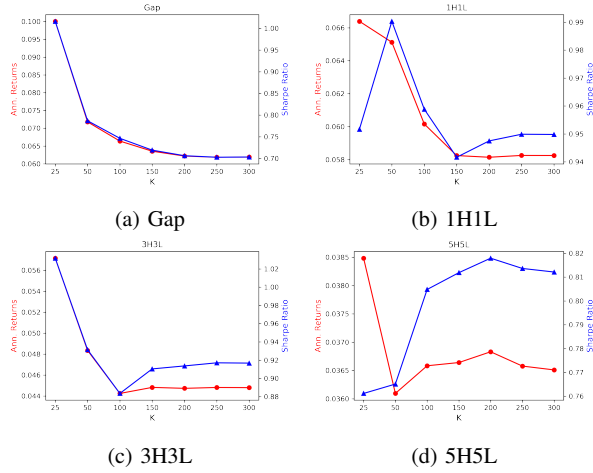 Gap
1H1L
0.100
0.095
0.090
0.085
0.080
0.075
0.070
0.065
0.060
Ann. Returns
1.00
0.95
0.90
0.85
0.80
0.75
0.70
Sharpe Ratio
25 50 100 150 200 250 300
K
0.066
0.064
0.062
0.060
0.058
Ann. Returns
0.99
0.98
0.97
0.96
0.95
0.94
Sharpe Ratio
25 50 100 150 200 250 300
K
(a) Gap
(b) 1H1L
3H3L
5H5L
0.056
0.054
0.052
0.050
0.048
0.046
0.044
Ann. Returns
1.02
1.00
0.98
0.96
0.94
0.92
0.90
0.88
Sharpe Ratio
25 50 100 150 200 250 300
K
0.0385
0.0380
0.0375
0.0370
0.0365
0.0360
Ann. Returns
0.82
0.81
0.80
0.79
0.78
0.77
0.76
Sharpe Ratio
25 50 100 150 200 250 300
K
(c) 3H3L
(d) 5H5L